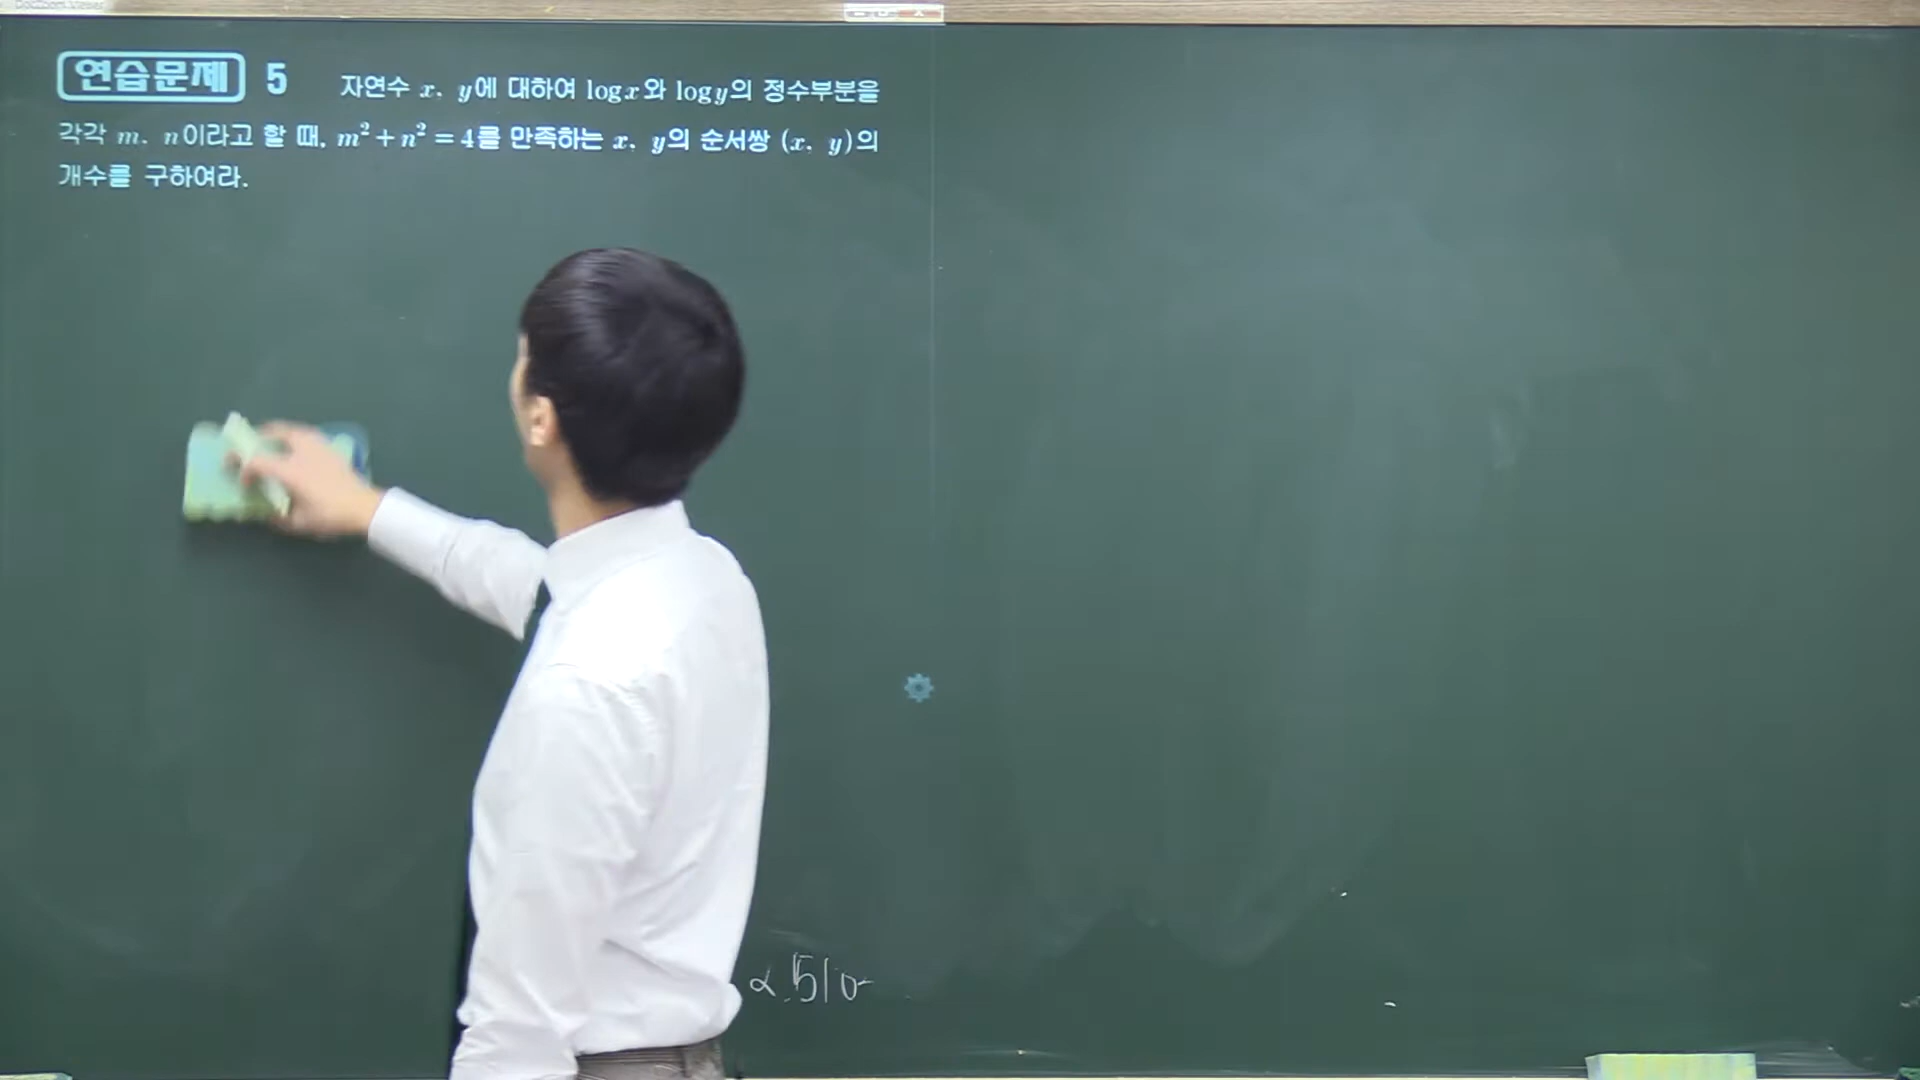 연습문제 5 자연수 x, y에 대하여 log x와 log y의 정수부분을
각각 m, n이라고 할 때, m² + n² = 4를 만족하는 x, y의 순서쌍 (x, y)의
개수를 구하여라.